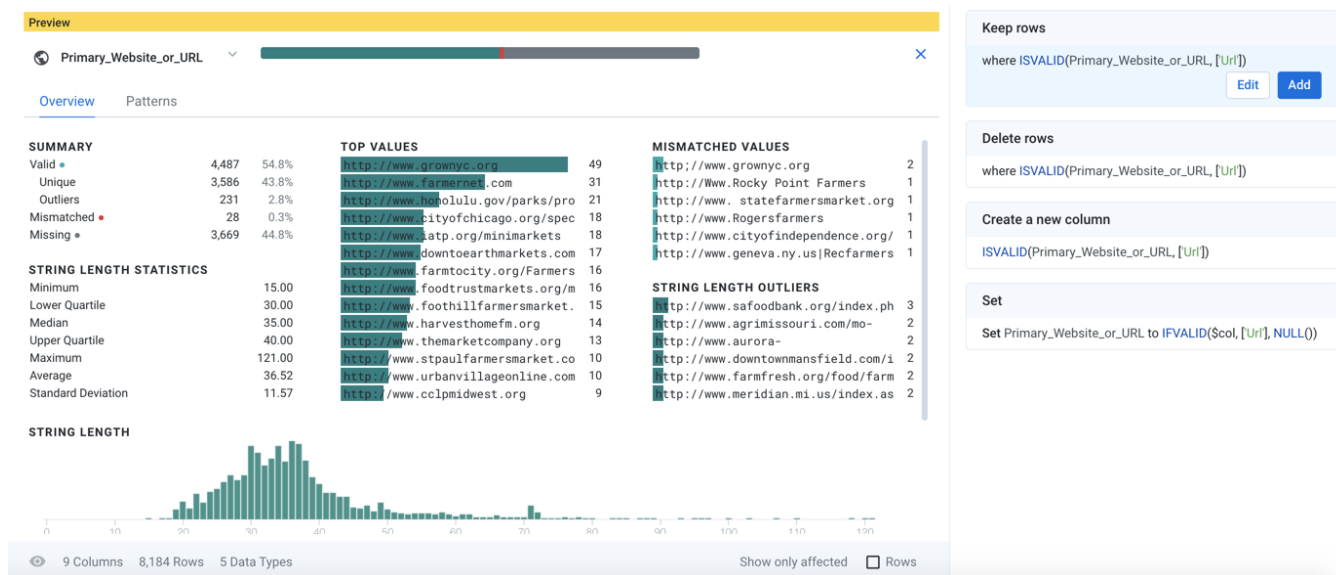 Preview
Primary_Website_or_URL
Overview Patterns
SUMMARY
Valid 4,487 54.8%
Unique 3,586 43.8%
Outliers 231 2.8%
Mismatched 28 0.3%
Missing 3,669 44.8%
STRING LENGTH STATISTICS
Minimum 15.00
Lower Quartile 30.00
Median 35.00
Upper Quartile 40.00
Maximum 121.00
Average 36.52
Standard Deviation 11.57
TOP VALUES
http://www.grownyc.org 49
http://www.farmernet.com 31
http://www.honolulu.gov/parks/pro 21
http://www.cityofchicago.org/spec 18
http://www.iatp.org/minimarkets 18
http://www.downtoearthmarkets.com 17
http://www.farmtocity.org/Farmers 16
http://www.foodtrustmarkets.org/m 16
http://www.foothillfarmersmarket. 15
http://www.harvesthomefm.org 14
http://www.themarketcompany.org 13
http://www.stpaulfarmersmarket.co 10
http://www.urbanvillageonline.com 10
http://www.cclpmidwest.org 9
MISMATCHED VALUES
http;//www.grownyc.org 2
http://Www.Rocky Point Farmers 1
http://www. statefarmersmarket.org 1
http://www.Rogersfarmers 1
http://www.cityofindependence.org/ 1
http://www.geneva.ny.us|Recfarmers 1
STRING LENGTH OUTLIERS
http://www.safoodbank.org/index.ph 3
http://www.agrimissouri.com/mo- 2
http://www.aurora- 2
http://www.downtownmansfield.com/i 2
http://www.farmfresh.org/food/farm 2
http://www.meridian.mi.us/index.as 2
STRING LENGTH
0 10 20 30 40 50 60 70 80 90 100 110 120
9 Columns 8,184 Rows 5 Data Types
Show only affected Rows
Keep rows
where ISVALID(Primary_Website_or_URL, ['Url'])
Edit Add
Delete rows
where ISVALID(Primary_Website_or_URL, ['Url'])
Create a new column
ISVALID(Primary_Website_or_URL, ['Url'])
Set
Set Primary_Website_or_URL to IFVALID($col, ['Url'], NULL())